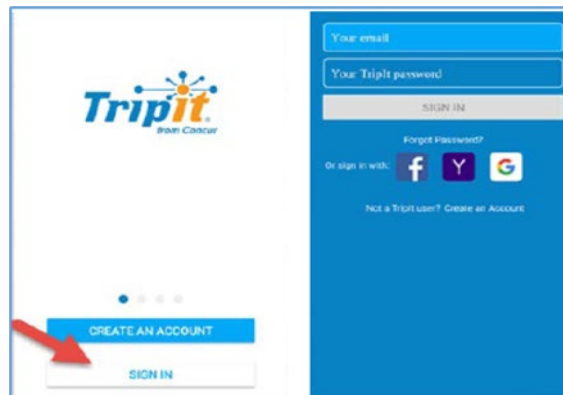 TripIt
from Concur
CREATE AN ACCOUNT
SIGN IN
Your email
Your TripIt password
SIGN IN
Forgot Password?
Or sign in with:
f
Y
G
Not a TripIt user? Create an Account